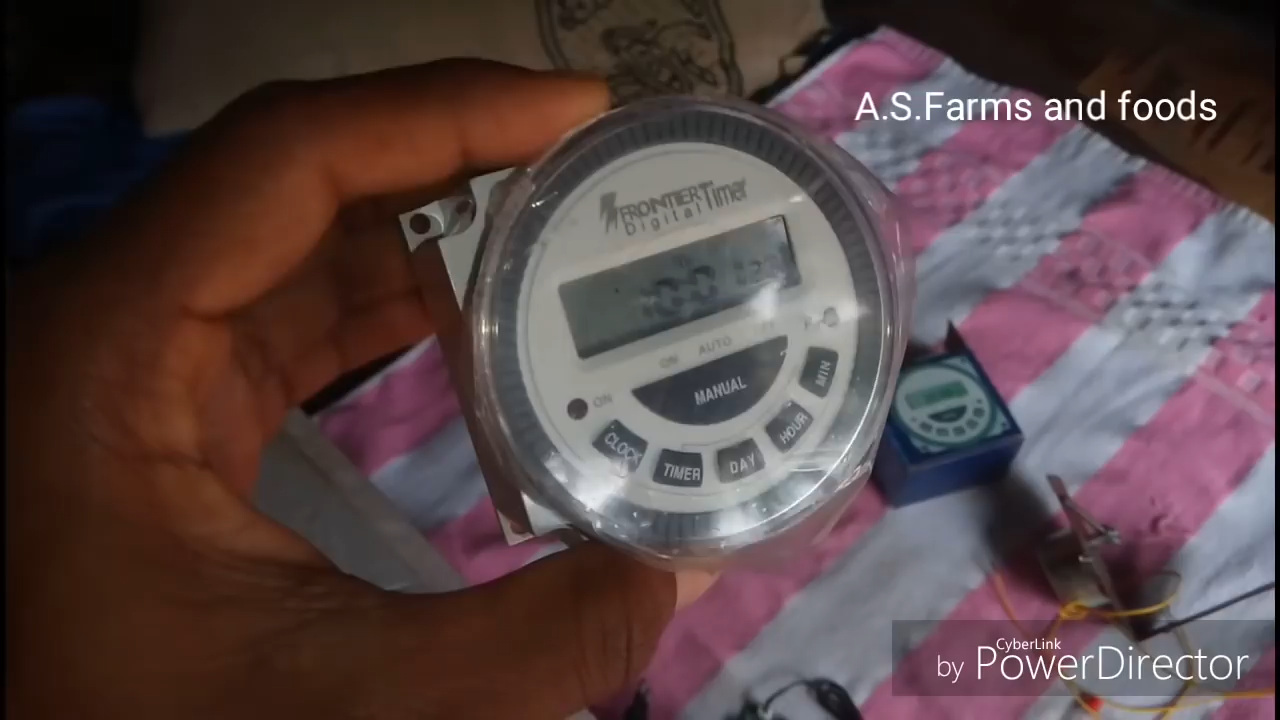 A.S.Farms and foods
FRONTIER Timer
Digital
ON AUTO
MANUAL
ON
CLOCK
TIMER
DAY
HOUR
MIN
CyberLink
by PowerDirector